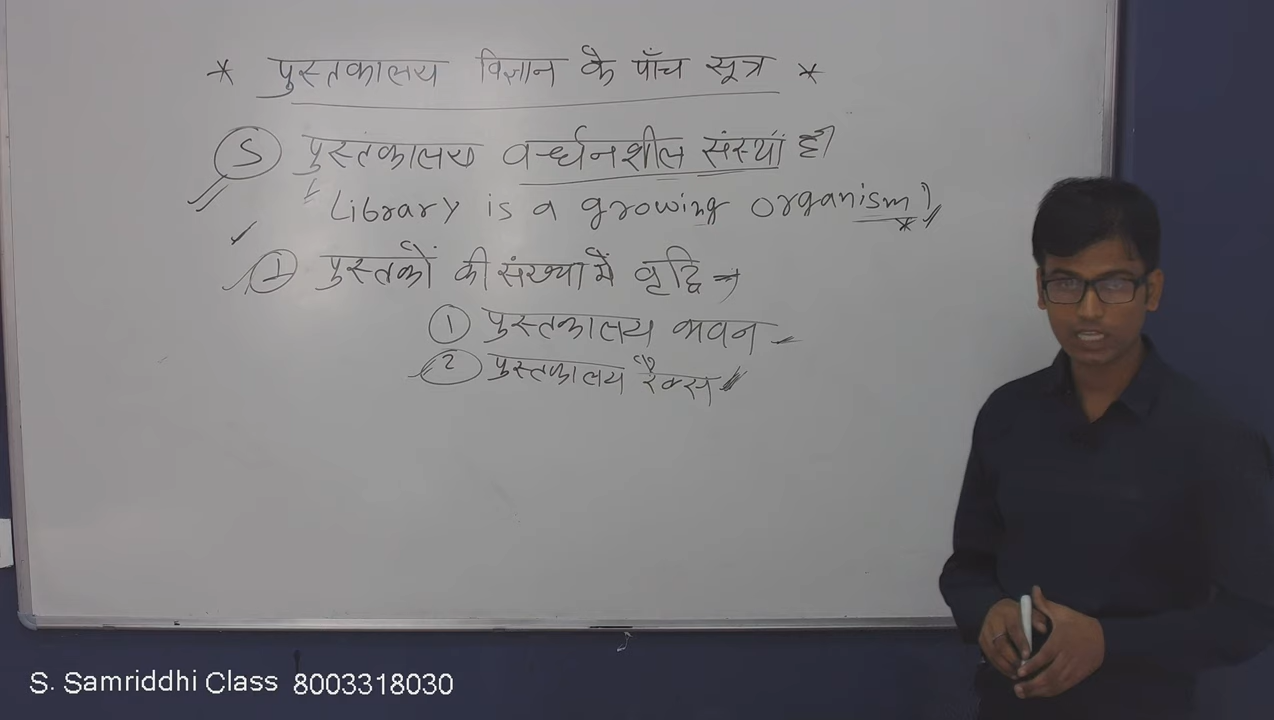 * पुस्तकालय विज्ञान के पाँच सूत्र *
5 पुस्तकालय वर्धनशील संस्था है।
"Library is a growing organism"
1 पुस्तकों की संख्या में वृद्धि →
1 पुस्तकालय भवन
2 पुस्तकालय रैक्स
S. Samriddhi Class 8003318030